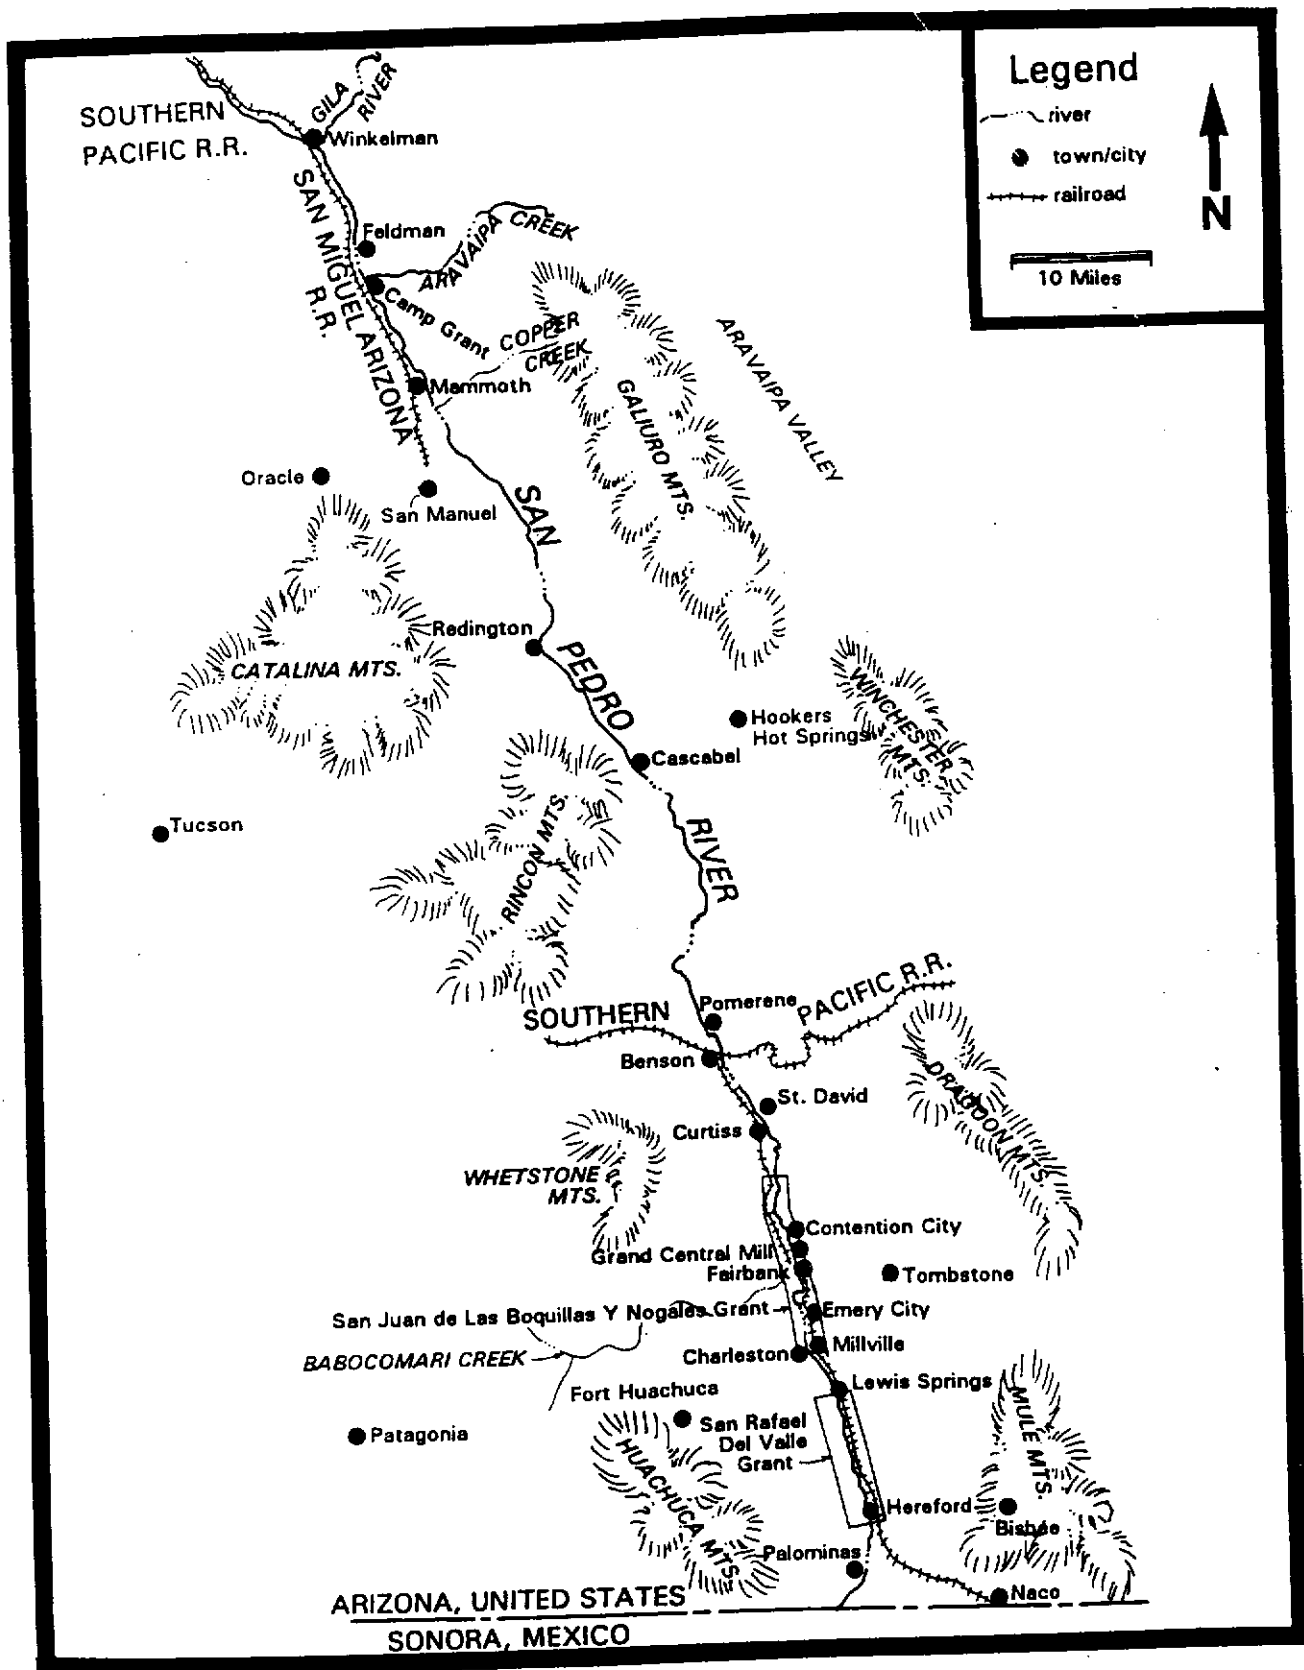 Legend
river
town/city
railroad
10 Miles
N
GILA
RIVER
SOUTHERN
PACIFIC R.R.
Winkelman
SAN MIGUEL ARIZONA
R.R.
Feldman
ARAVAIPA CREEK
Camp Grant
COPPER
CREEK
Mammoth
GALIURO MTS.
ARAVAIPA VALLEY
Oracle
San Manuel
SAN PEDRO RIVER
Redington
CATALINA MTS.
Hookers
Hot Springs
WINCHESTER
MTS.
Cascabel
Tucson
RINCON MTS.
SOUTHERN PACIFIC R.R.
Pomerene
Benson
DRAGOON MTS.
St. David
Curtiss
WHETSTONE
MTS.
Contention City
Grand Central Mill
Fairbank
Tombstone
San Juan de Las Boquillas Y Nogales Grant
Emery City
Millville
BABOCOMARI CREEK
Charleston
Lewis Springs
Fort Huachuca
San Rafael
Del Valle
Grant
MULE MTS.
Patagonia
HUACHUCA MTS.
Hereford
Bisbee
Palominas
Naco
ARIZONA, UNITED STATES
SONORA, MEXICO